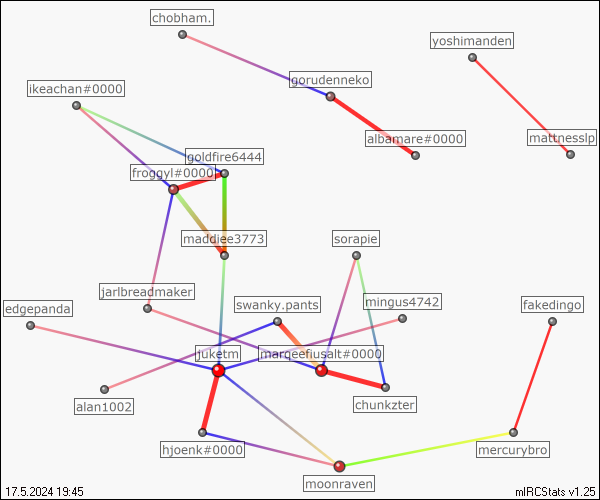 chobham.
yoshimanden
gorudenneko
ikeachan#0000
albamare#0000
mattnesslp
goldfire6444
froggyl#0000
maddiee3773
sorapie
jarlbreadmaker
swanky.pants
mingus4742
fakedingo
edgepanda
juketm
marqeefiusalt#0000
alan1002
chunkzter
hjoenk#0000
mercurybro
moonraven
17.5.2024 19:45
mIRCStats v1.25